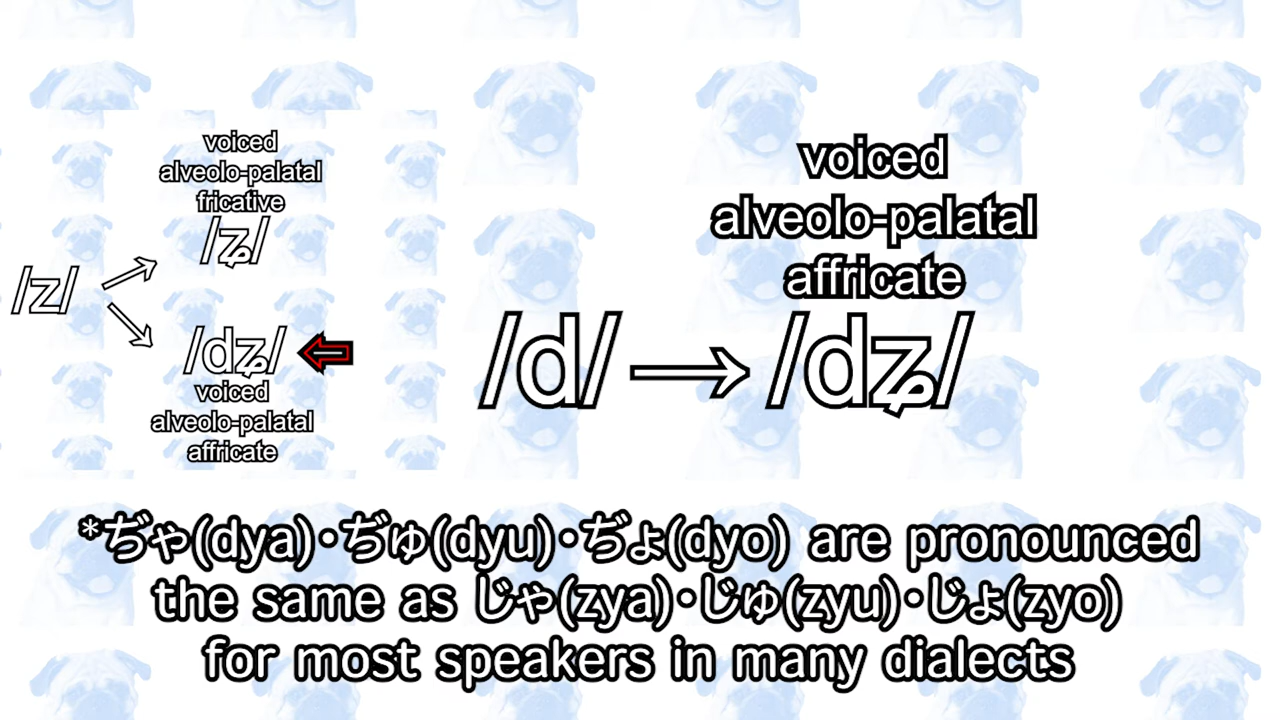 voiced
alveolo-palatal
fricative
/ʑ/
/z/
/dʑ/
voiced
alveolo-palatal
affricate
voiced
alveolo-palatal
affricate
/d/→/dʑ/
*ぢゃ(dya)・ぢゅ(dyu)・ぢょ(dyo) are pronounced
the same as じゃ(zya)・じゅ(zyu)・じょ(zyo)
for most speakers in many dialects